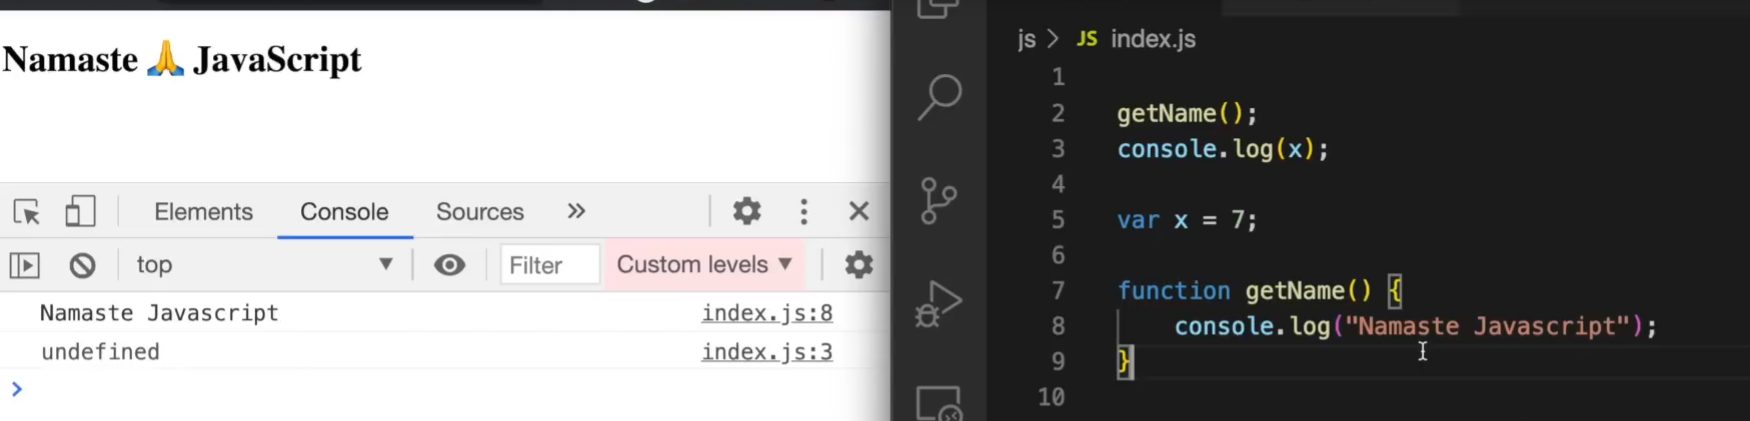 Namaste 🙏 JavaScript
Elements Console Sources »
top ▼ Filter Custom levels ▼
Namaste Javascript index.js:8
undefined index.js:3
>
js > JS index.js
1
2 getName();
3 console.log(x);
4
5 var x = 7;
6
7 function getName() {
8 console.log("Namaste Javascript");
9 }
10